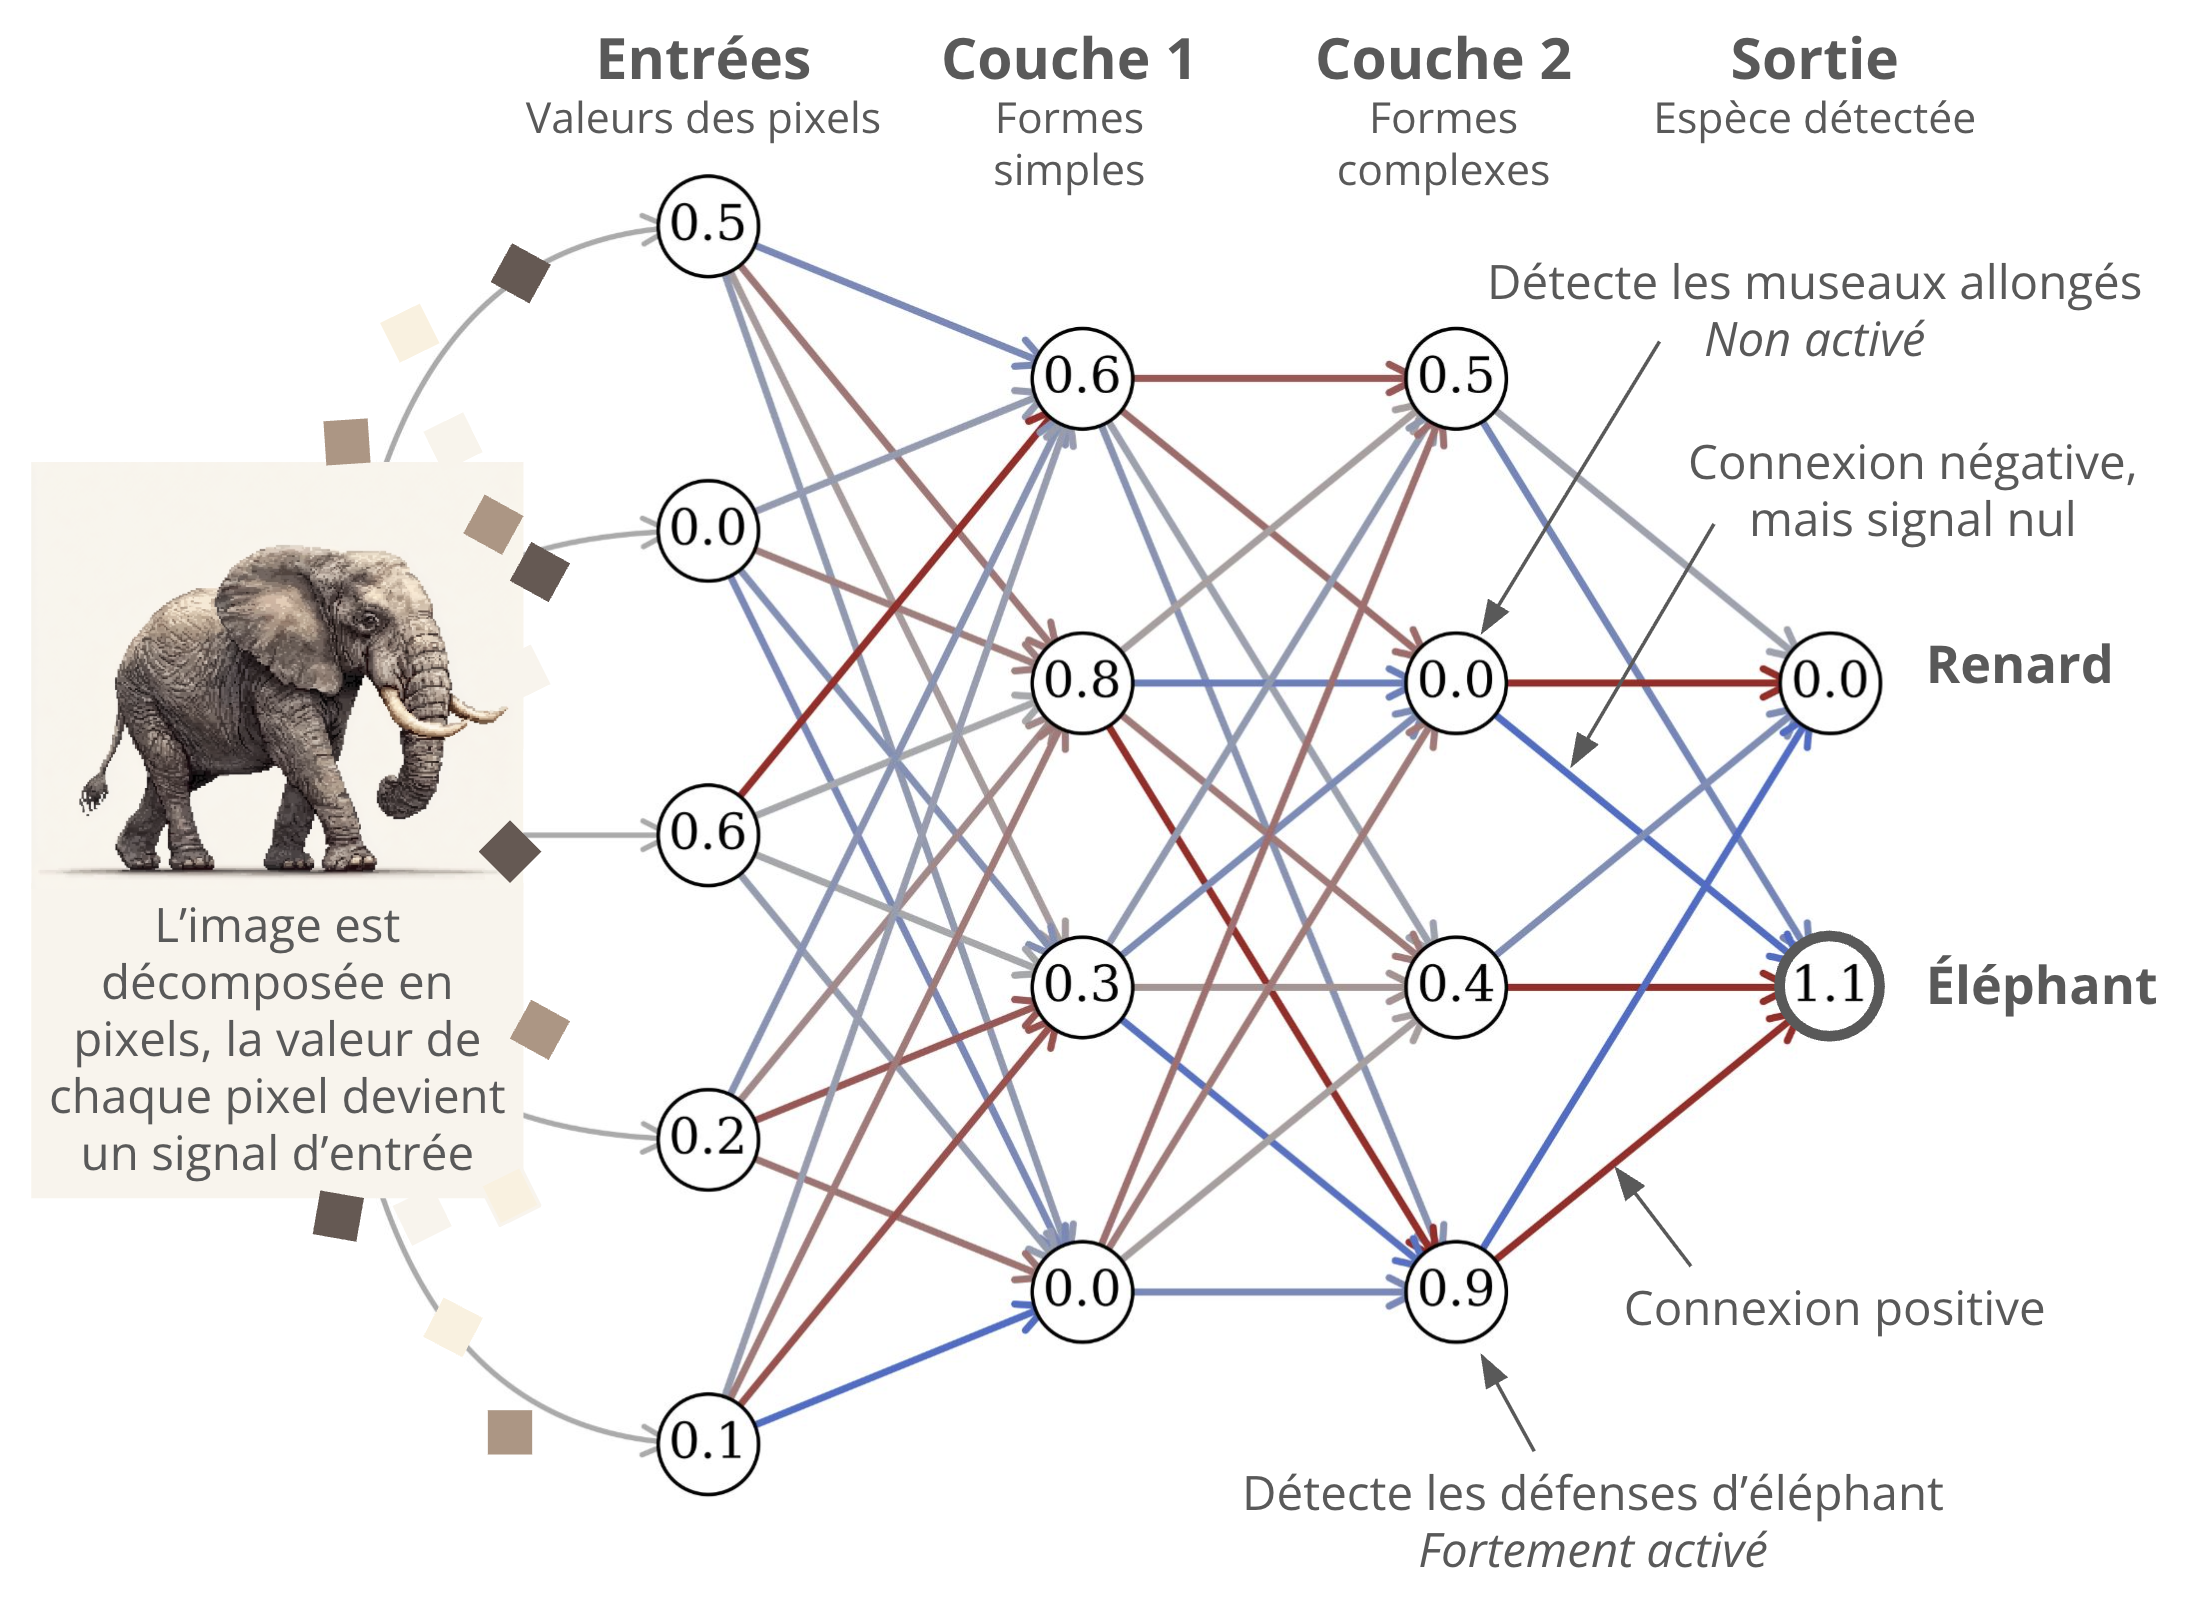 Entrées
Valeurs des pixels
Couche 1
Formes
simples
Couche 2
Formes
complexes
Sortie
Espèce détectée
0.5
0.0
0.6
0.2
0.1
0.6
0.8
0.3
0.0
0.5
0.0
0.4
0.9
0.0
1.1
Renard
Éléphant
Détecte les museaux allongés
Non activé
Connexion négative,
mais signal nul
Connexion positive
Détecte les défenses d’éléphant
Fortement activé
L’image est
décomposée en
pixels, la valeur de
chaque pixel devient
un signal d’entrée